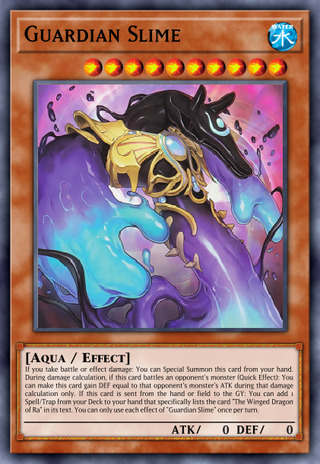 Guardian Slime
WATER
水
[Aqua / Effect]
If you take battle or effect damage: You can Special Summon this card from your hand.
During damage calculation, if this card battles an opponent's monster (Quick Effect): You
can make this card gain DEF equal to that opponent's monster's ATK during that damage
calculation only. If this card is sent from the hand or field to the GY: You can add 1
Spell/Trap from your Deck to your hand that specifically lists the card "The Winged Dragon
of Ra" in its text. You can only use each effect of "Guardian Slime" once per turn.
ATK/ 0 DEF/ 0